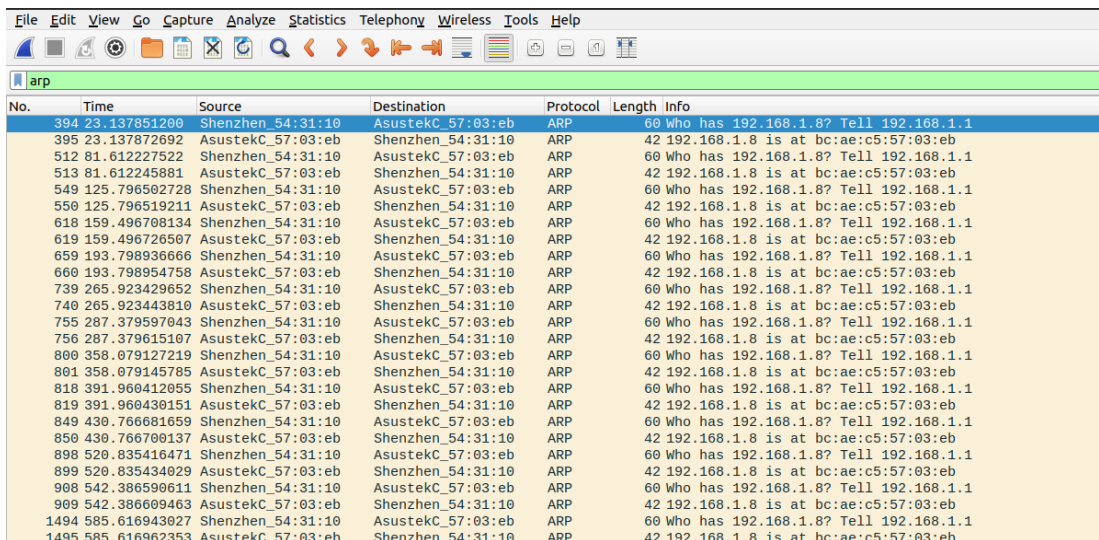 File Edit View Go Capture Analyze Statistics Telephony Wireless Tools Help
arp
No. Time Source Destination Protocol Length Info
394 23.137851200 Shenzhen_54:31:10 AsustekC_57:03:eb ARP 60 Who has 192.168.1.8? Tell 192.168.1.1
395 23.137872692 AsustekC_57:03:eb Shenzhen_54:31:10 ARP 42 192.168.1.8 is at bc:ae:c5:57:03:eb
512 81.612227522 Shenzhen_54:31:10 AsustekC_57:03:eb ARP 60 Who has 192.168.1.8? Tell 192.168.1.1
513 81.612245881 AsustekC_57:03:eb Shenzhen_54:31:10 ARP 42 192.168.1.8 is at bc:ae:c5:57:03:eb
549 125.796502728 Shenzhen_54:31:10 AsustekC_57:03:eb ARP 60 Who has 192.168.1.8? Tell 192.168.1.1
550 125.796519211 AsustekC_57:03:eb Shenzhen_54:31:10 ARP 42 192.168.1.8 is at bc:ae:c5:57:03:eb
618 159.496708134 Shenzhen_54:31:10 AsustekC_57:03:eb ARP 60 Who has 192.168.1.8? Tell 192.168.1.1
619 159.496726507 AsustekC_57:03:eb Shenzhen_54:31:10 ARP 42 192.168.1.8 is at bc:ae:c5:57:03:eb
659 193.798936666 Shenzhen_54:31:10 AsustekC_57:03:eb ARP 60 Who has 192.168.1.8? Tell 192.168.1.1
660 193.798954758 AsustekC_57:03:eb Shenzhen_54:31:10 ARP 42 192.168.1.8 is at bc:ae:c5:57:03:eb
739 265.923429652 Shenzhen_54:31:10 AsustekC_57:03:eb ARP 60 Who has 192.168.1.8? Tell 192.168.1.1
740 265.923443810 AsustekC_57:03:eb Shenzhen_54:31:10 ARP 42 192.168.1.8 is at bc:ae:c5:57:03:eb
755 287.379597043 Shenzhen_54:31:10 AsustekC_57:03:eb ARP 60 Who has 192.168.1.8? Tell 192.168.1.1
756 287.379615107 AsustekC_57:03:eb Shenzhen_54:31:10 ARP 42 192.168.1.8 is at bc:ae:c5:57:03:eb
800 358.079127219 Shenzhen_54:31:10 AsustekC_57:03:eb ARP 60 Who has 192.168.1.8? Tell 192.168.1.1
801 358.079145785 AsustekC_57:03:eb Shenzhen_54:31:10 ARP 42 192.168.1.8 is at bc:ae:c5:57:03:eb
818 391.960412055 Shenzhen_54:31:10 AsustekC_57:03:eb ARP 60 Who has 192.168.1.8? Tell 192.168.1.1
819 391.960430151 AsustekC_57:03:eb Shenzhen_54:31:10 ARP 42 192.168.1.8 is at bc:ae:c5:57:03:eb
849 430.766681659 Shenzhen_54:31:10 AsustekC_57:03:eb ARP 60 Who has 192.168.1.8? Tell 192.168.1.1
850 430.766700137 AsustekC_57:03:eb Shenzhen_54:31:10 ARP 42 192.168.1.8 is at bc:ae:c5:57:03:eb
898 520.835416471 Shenzhen_54:31:10 AsustekC_57:03:eb ARP 60 Who has 192.168.1.8? Tell 192.168.1.1
899 520.835434029 AsustekC_57:03:eb Shenzhen_54:31:10 ARP 42 192.168.1.8 is at bc:ae:c5:57:03:eb
908 542.386590611 Shenzhen_54:31:10 AsustekC_57:03:eb ARP 60 Who has 192.168.1.8? Tell 192.168.1.1
909 542.386609463 AsustekC_57:03:eb Shenzhen_54:31:10 ARP 42 192.168.1.8 is at bc:ae:c5:57:03:eb
1494 585.616943027 Shenzhen_54:31:10 AsustekC_57:03:eb ARP 60 Who has 192.168.1.8? Tell 192.168.1.1
1495 585.616962353 AsustekC_57:03:eb Shenzhen_54:31:10 ARP 42 192.168.1.8 is at bc:ae:c5:57:03:eb